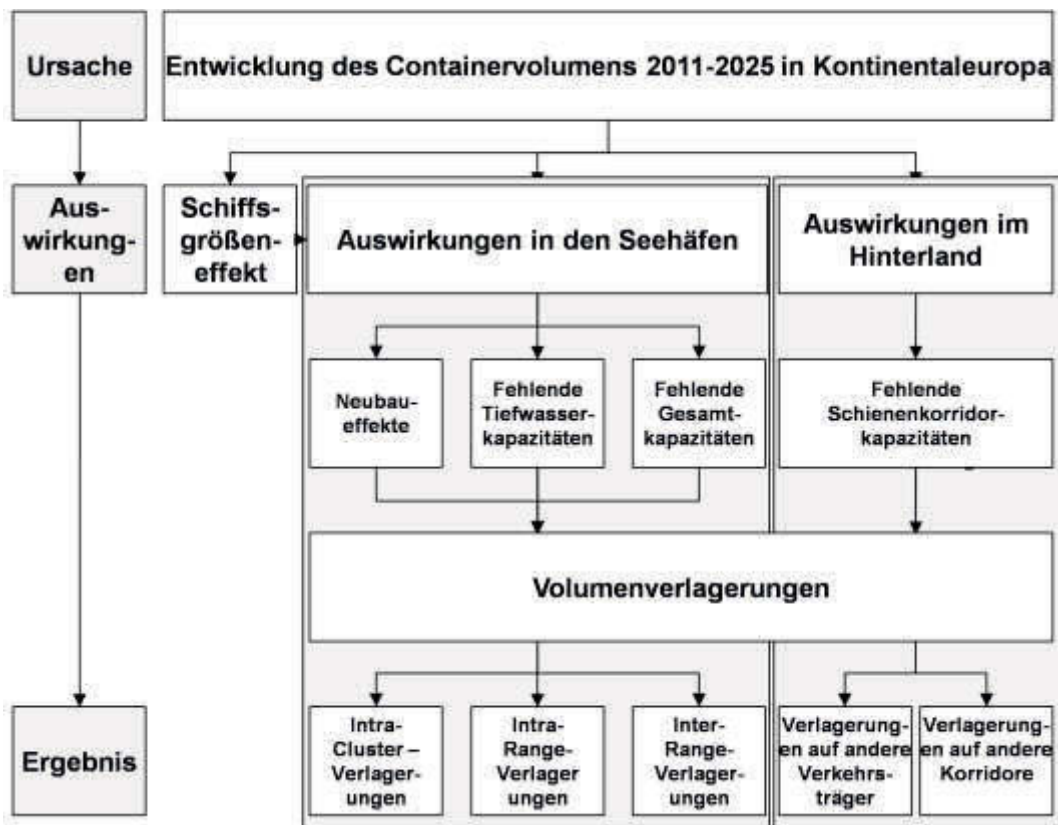 Ursache
Entwicklung des Containervolumens 2011-2025 in Kontinentaleuropa
Aus-
wirkung-
en
Schiffs-
größen-
effekt
Auswirkungen in den Seehäfen
Auswirkungen im
Hinterland
Neubau-
effekte
Fehlende
Tiefwasser-
kapazitäten
Fehlende
Gesamt-
kapazitäten
Fehlende
Schienenkorridor-
kapazitäten
Volumenverlagerungen
Ergebnis
Intra-
Cluster –
Verlager-
ungen
Intra-
Range-
Verlager
ungen
Inter-
Range-
Verlager-
ungen
Verlagerung-
en auf andere
Verkehrs-
träger
Verlagerung-
en auf andere
Korridore